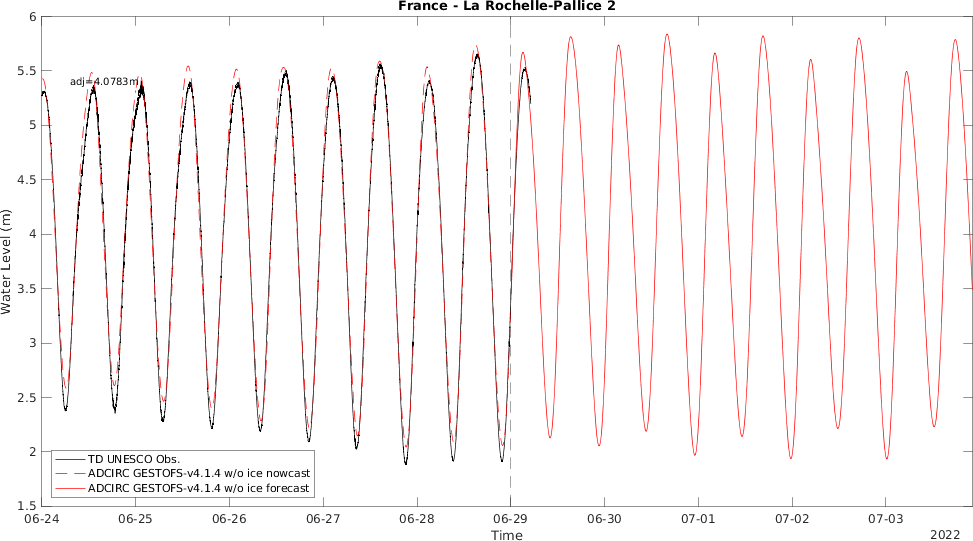 France - La Rochelle-Pallice 2
6
5.5
5
4.5
4
3.5
3
2.5
2
1.5
Water Level (m)
adj=4.0783m
TD UNESCO Obs.
ADCIRC GESTOFS-v4.1.4 w/o ice nowcast
ADCIRC GESTOFS-v4.1.4 w/o ice forecast
06-24 06-25 06-26 06-27 06-28 06-29 06-30 07-01 07-02 07-03
Time
2022